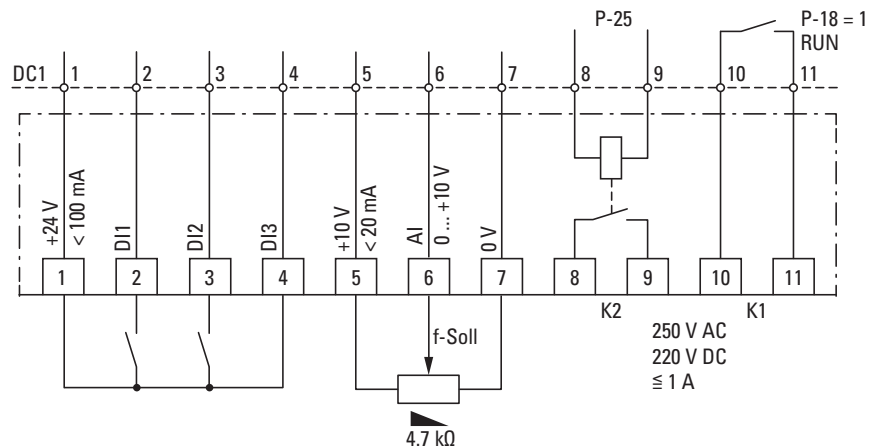 P-25
P-18 = 1
RUN
DC1 1 2 3 4 5 6 7 8 9 10 11
+24 V
< 100 mA
DI1
DI2
DI3
+10 V
< 20 mA
AI
0 ... +10 V
0 V
1 2 3 4 5 6 7 8 9 10 11
K2 K1
f-Soll
250 V AC
220 V DC
≦ 1 A
4.7 kΩ